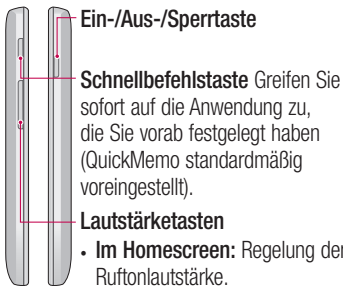 Ein-/Aus-/Sperrtaste
Schnellbefehlstaste Greifen Sie
sofort auf die Anwendung zu,
die Sie vorab festgelegt haben
(QuickMemo standardmäßig
voreingestellt).
Lautstärketasten
• Im Homescreen: Regelung der
Ruftonlautstärke.